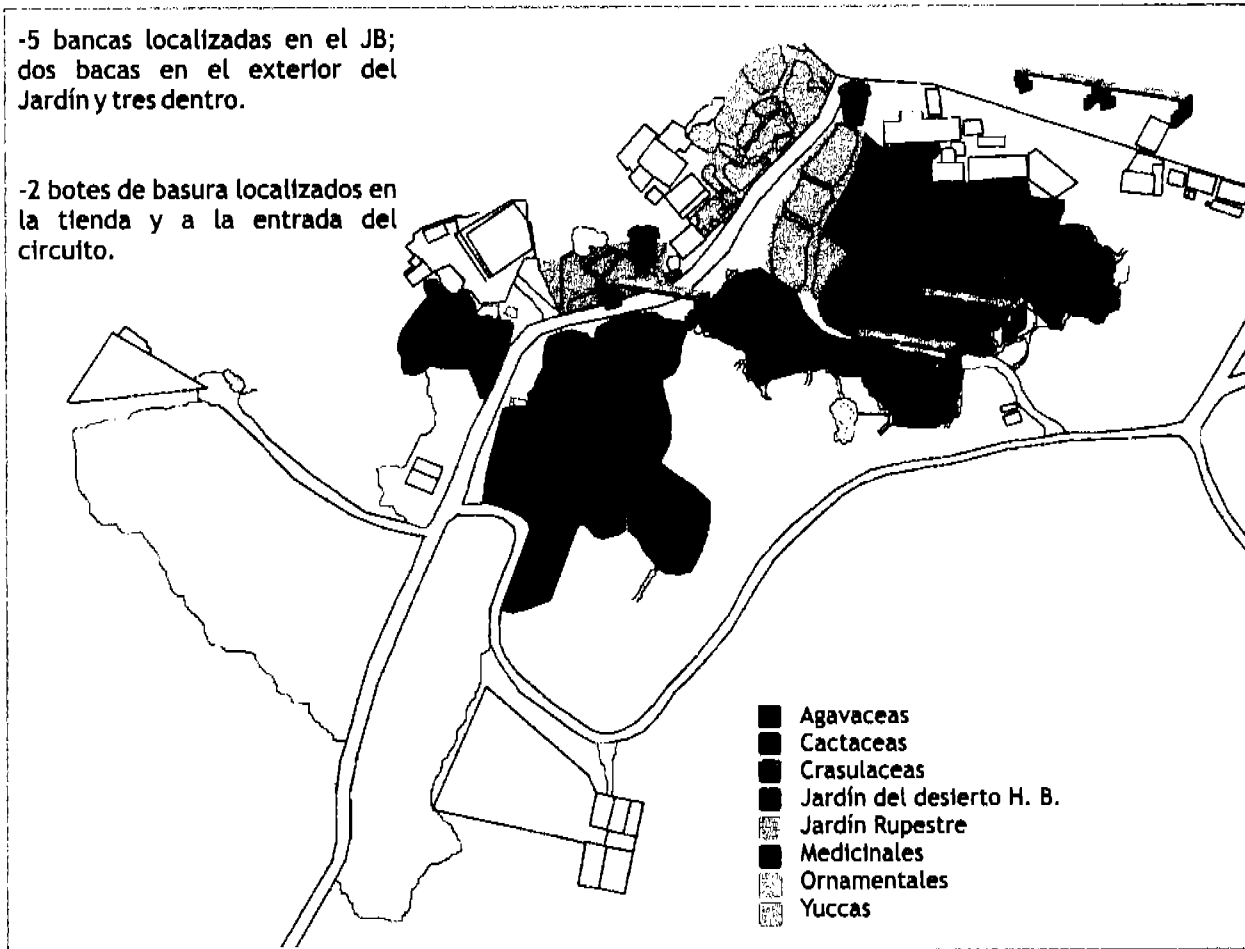 -5 bancas localizadas en el JB;
dos bacas en el exterior del
Jardín y tres dentro.
-2 botes de basura localizados en
la tienda y a la entrada del
circuito.
Agavaceas
Cactaceas
Crasulaceas
Jardín del desierto H. B.
Jardín Rupestre
Medicinales
Ornamentales
Yuccas